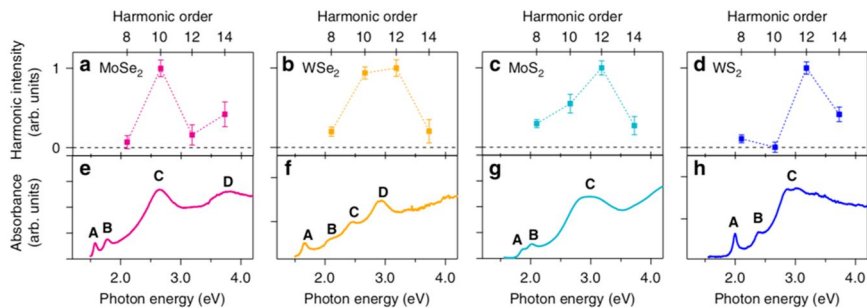 Harmonic order Harmonic order Harmonic order Harmonic order
8 10 12 14 8 10 12 14 8 10 12 14 8 10 12 14
Harmonic intensity
(arb. units)
1
0
a MoSe2
b WSe2
c MoS2
d WS2
Absorbance
(arb. units)
e
A B C D
f
A B C D
g
A B C
h
A B C
2.0 3.0 4.0 2.0 3.0 4.0 2.0 3.0 4.0 2.0 3.0 4.0
Photon energy (eV) Photon energy (eV) Photon energy (eV) Photon energy (eV)